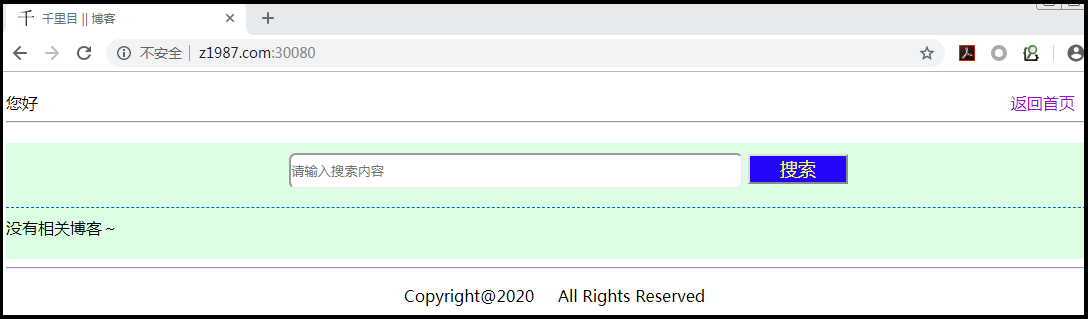 千 千里目 || 博客
不安全 | z1987.com:30080
您好 返回首页
请输入搜索内容 搜索
没有相关博客~
Copyright@2020 All Rights Reserved